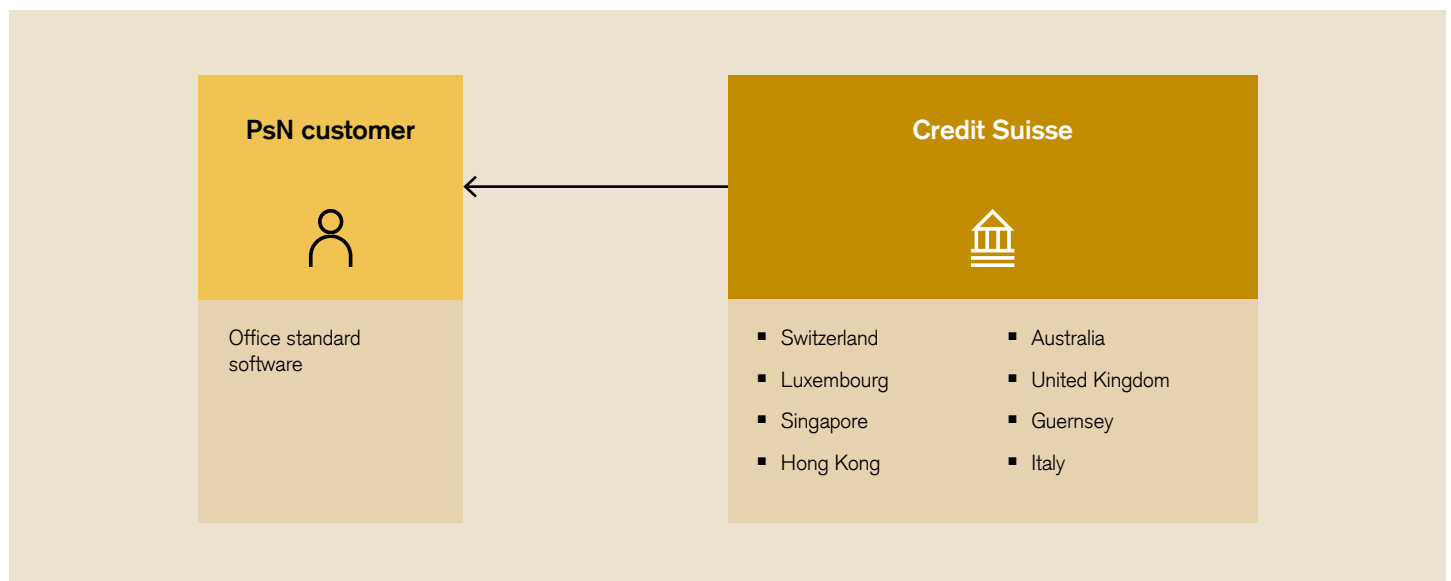 PsN customer
Credit Suisse
Office standard
software
▪ Switzerland
▪ Luxembourg
▪ Singapore
▪ Hong Kong
▪ Australia
▪ United Kingdom
▪ Guernsey
▪ Italy